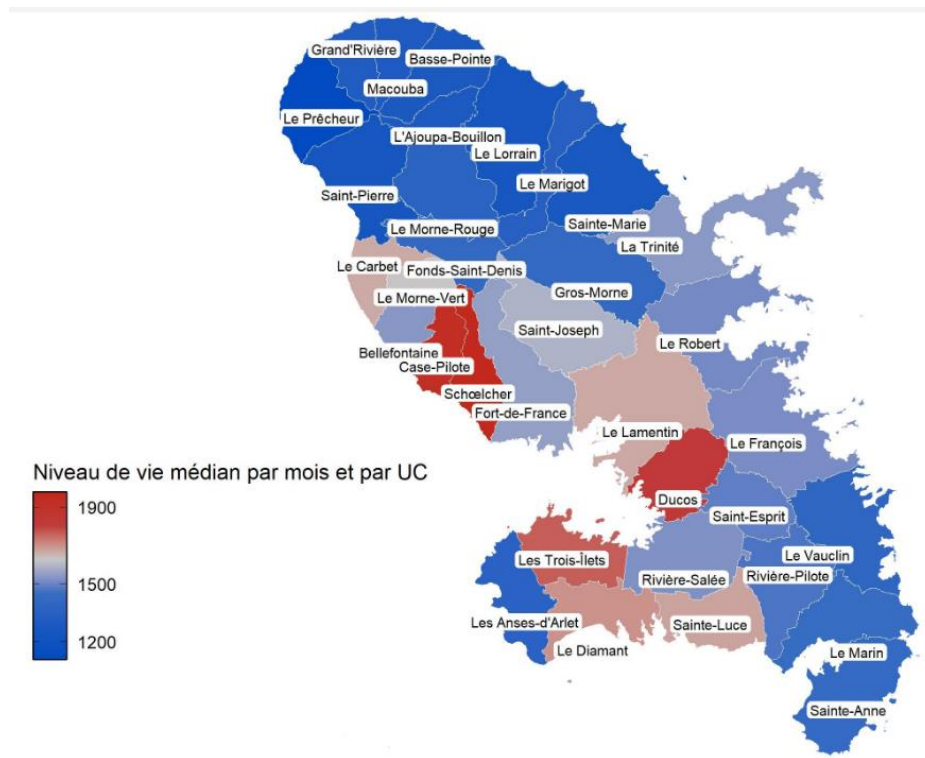 Grand'Rivière
Basse-Pointe
Macouba
Le Prêcheur
L'Ajoupa-Bouillon
Le Lorrain
Le Marigot
Saint-Pierre
Sainte-Marie
Le Morne-Rouge
La Trinité
Le Carbet
Fonds-Saint-Denis
Gros-Morne
Le Morne-Vert
Saint-Joseph
Le Robert
Bellefontaine
Case-Pilote
Schœlcher
Fort-de-France
Le Lamentin
Le François
Niveau de vie médian par mois et par UC
1900
1500
1200
Ducos
Saint-Esprit
Les Trois-Îlets
Le Vauclin
Rivière-Salée
Rivière-Pilote
Les Anses-d'Arlet
Sainte-Luce
Le Diamant
Le Marin
Sainte-Anne